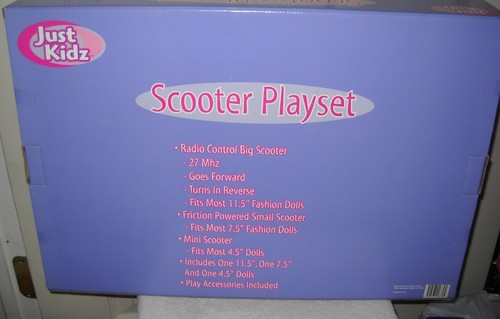 Just
Kidz
Scooter Playset
• Radio Control Big Scooter
- 27 Mhz
- Goes Forward
- Turns In Reverse
- Fits Most 11.5" Fashion Dolls
• Friction Powered Small Scooter
- Fits Most 7.5" Fashion Dolls
• Mini Scooter
- Fits Most 4.5" Dolls
• Includes One 11.5", One 7.5"
And One 4.5" Dolls
• Play Accessories Included